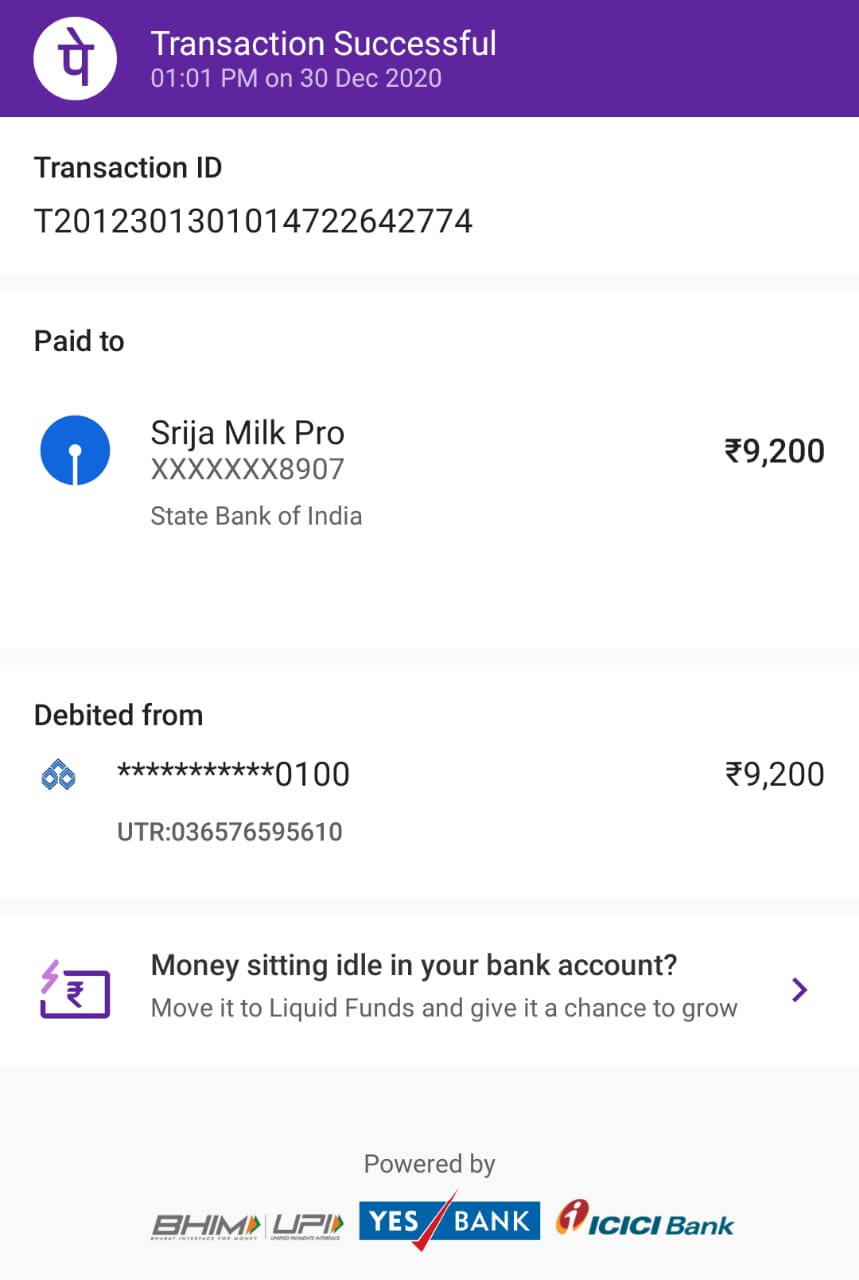 पे
Transaction Successful
01:01 PM on 30 Dec 2020
Transaction ID
T2012301301014722642774
Paid to
Srija Milk Pro
₹9,200
XXXXXXX8907
State Bank of India
Debited from
***********0100
₹9,200
UTR:036576595610
Money sitting idle in your bank account?
₹
Move it to Liquid Funds and give it a chance to grow
Powered by
BHIM UPI YES BANK ICICI Bank
BHARAT INTERFACE FOR MONEY UNIFIED PAYMENTS INTERFACE